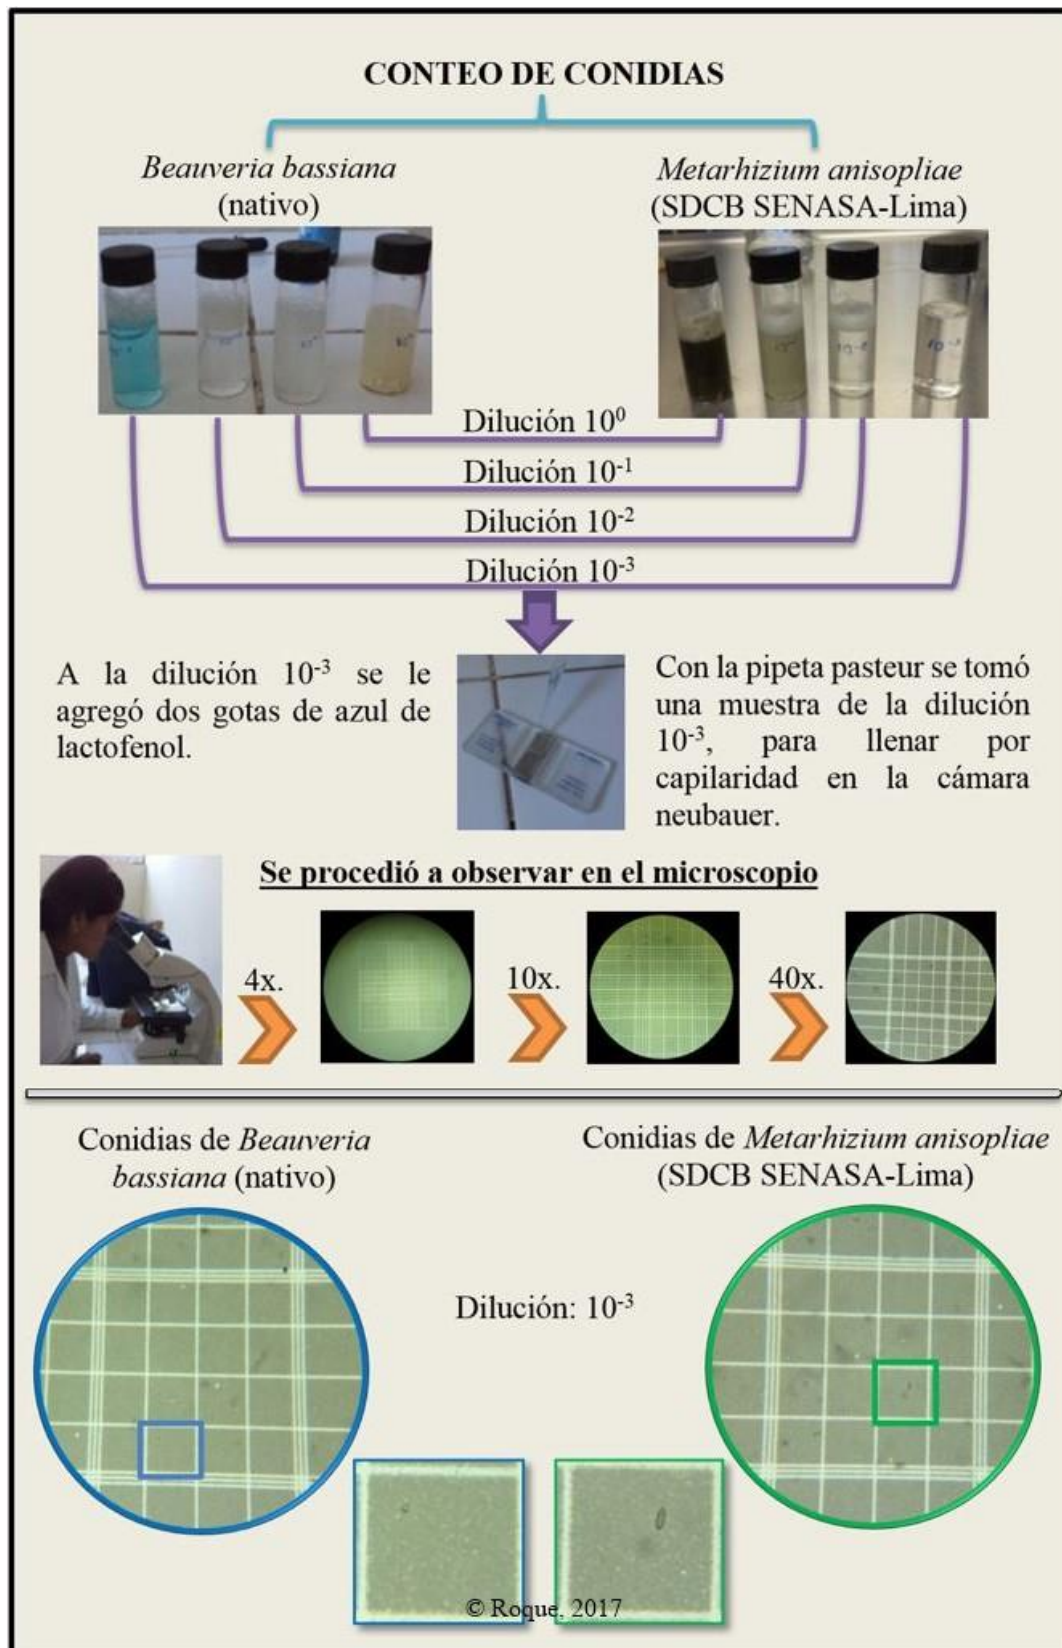 CONTEO DE CONIDIAS
Beauveria bassiana
(nativo)
Metarhizium anisopliae
(SDCB SENASA-Lima)
10⁻²
10⁻³
Dilución 10⁰
Dilución 10⁻¹
Dilución 10⁻²
Dilución 10⁻³
A la dilución 10⁻³ se le
agregó dos gotas de azul de
lactofenol.
Con la pipeta pasteur se tomó
una muestra de la dilución
10⁻³, para llenar por
capilaridad en la cámara
neubauer.
Se procedió a observar en el microscopio
4x.
10x.
40x.
Conidias de Beauveria
bassiana (nativo)
Conidias de Metarhizium anisopliae
(SDCB SENASA-Lima)
Dilución: 10⁻³
© Roque, 2017